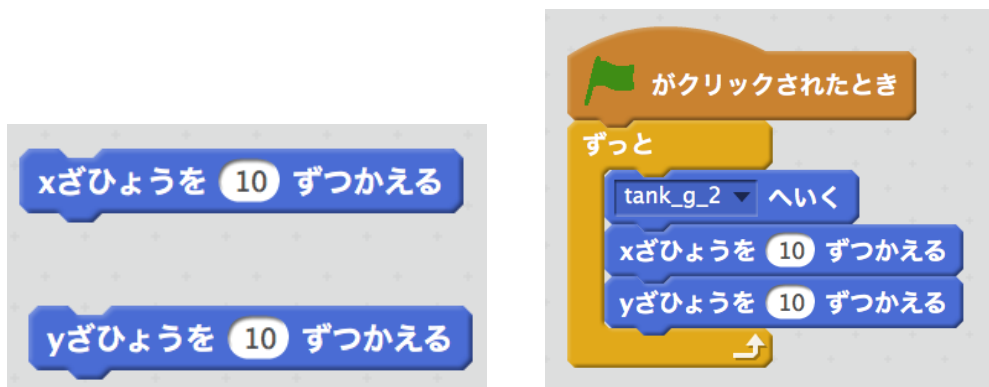 xざひょうを 10 ずつかえる
yざひょうを 10 ずつかえる
がクリックされたとき
ずっと
tank_g_2 へいく
xざひょうを 10 ずつかえる
yざひょうを 10 ずつかえる